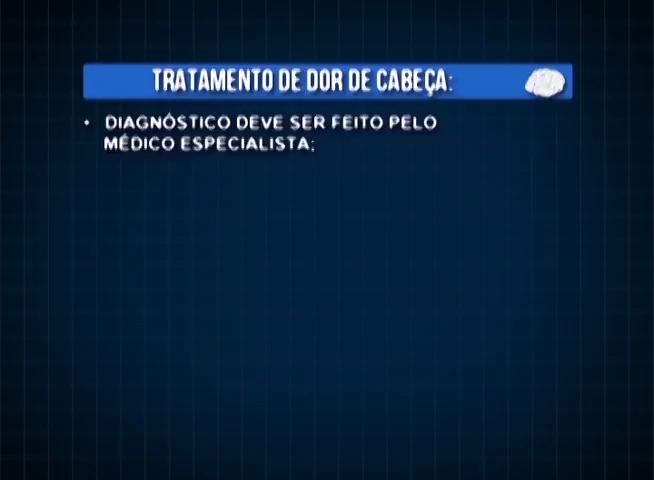 TRATAMENTO DE DOR DE CABEÇA:
• DIAGNÓSTICO DEVE SER FEITO PELO
MÉDICO ESPECIALISTA;